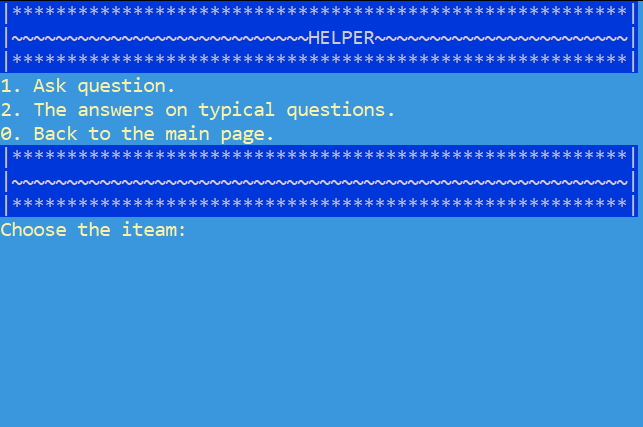 |********************************************************|
|~~~~~~~~~~~~~~~~~~~~~~~~~~~HELPER~~~~~~~~~~~~~~~~~~~~~~~|
|********************************************************|
1. Ask question.
2. The answers on typical questions.
0. Back to the main page.
|********************************************************|
|~~~~~~~~~~~~~~~~~~~~~~~~~~~~~~~~~~~~~~~~~~~~~~~~~~~~~~~~|
|********************************************************|
Choose the iteam: